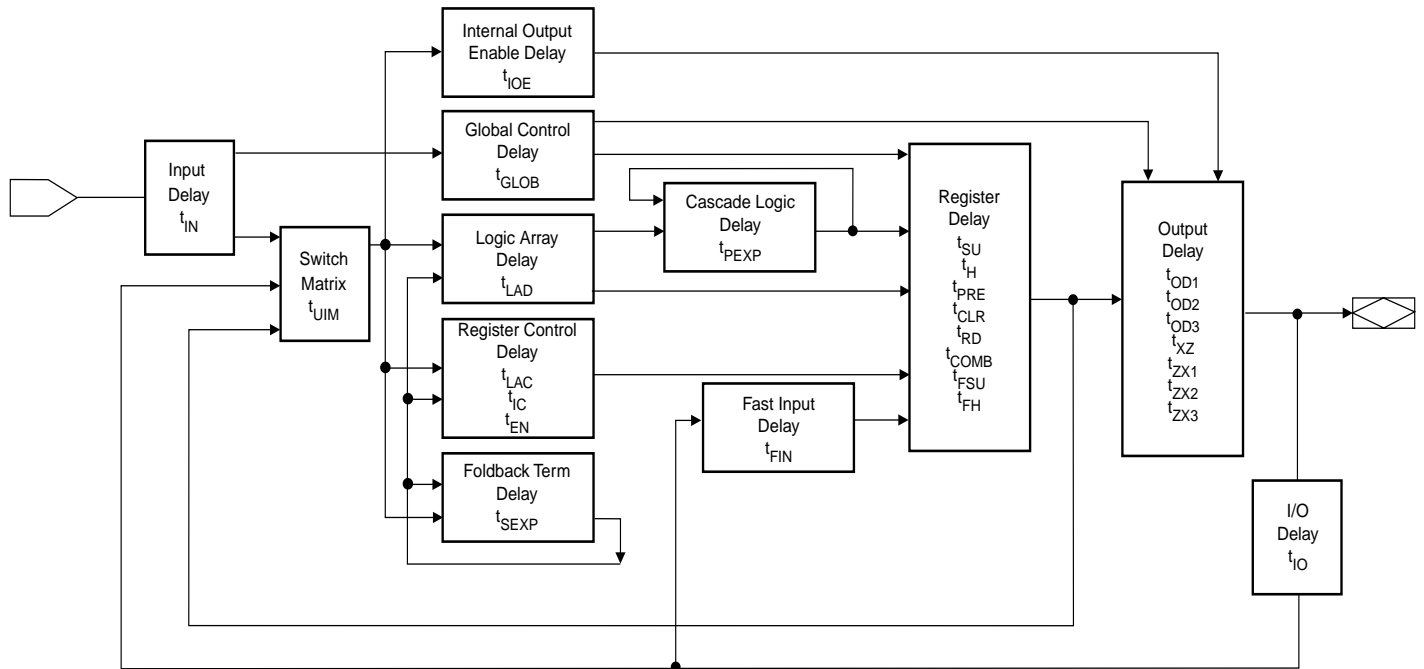 Internal Output
Enable Delay
tIOE
Global Control
Delay
tGLOB
Input
Delay
tIN
Switch
Matrix
tUIM
Logic Array
Delay
tLAD
Cascade Logic
Delay
tPEXP
Register Control
Delay
tLAC
tIC
tEN
Foldback Term
Delay
tSEXP
Fast Input
Delay
tFIN
Register
Delay
tSU
tH
tPRE
tCLR
tRD
tCOMB
tFSU
tFH
Output
Delay
tOD1
tOD2
tOD3
tXZ
tZX1
tZX2
tZX3
I/O
Delay
tIO